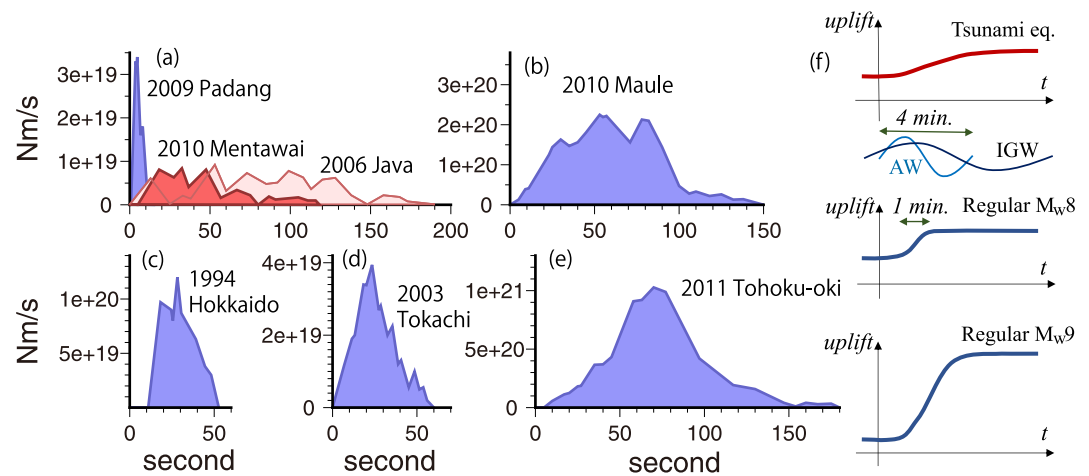 (a)
3e+19
2e+19
1e+19
0
Nm/s
2009 Padang
2010 Mentawai
2006 Java
0 50 100 150 200
(b)
3e+20
2e+20
1e+20
0
2010 Maule
0 50 100 150
(c)
1e+20
5e+19
Nm/s
1994
Hokkaido
0 50
second
(d)
4e+19
2e+19
0
2003
Tokachi
0 50
second
(e)
1e+21
5e+20
0
2011 Tohoku-oki
0 50 100 150
second
(f)
uplift
Tsunami eq.
t
4 min.
AW
IGW
uplift
Regular Mw8
1 min.
t
Regular Mw9
uplift
t